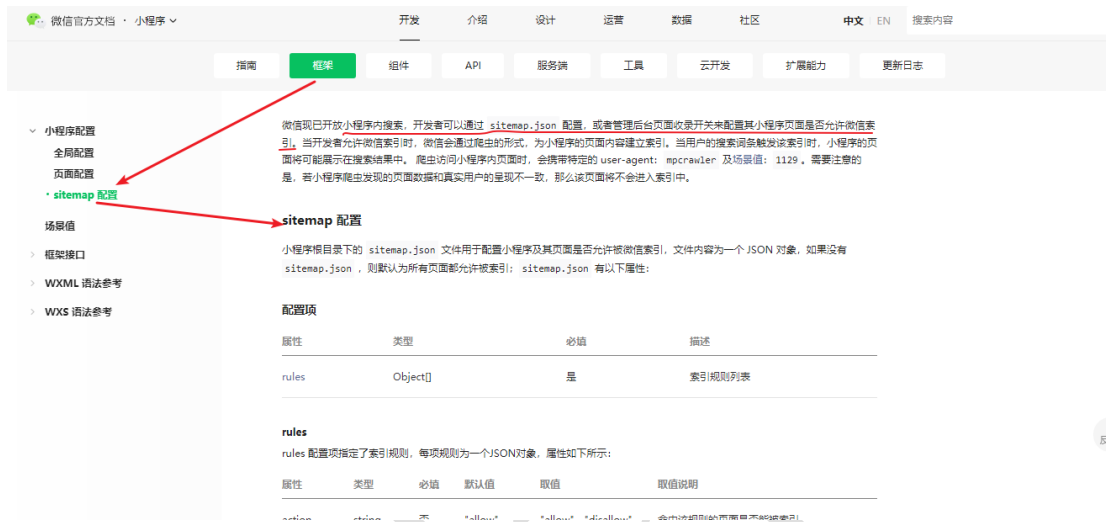 微信官方文档 · 小程序
开发 介绍 设计 运营 数据 社区 中文 EN 搜索内容
指南 框架 组件 API 服务端 工具 云开发 扩展能力 更新日志
小程序配置
全局配置
页面配置
· sitemap 配置
场景值
框架接口
WXML 语法参考
WXS 语法参考
微信现已开放小程序内搜索，开发者可以通过 sitemap.json 配置，或者管理后台页面收录开关来配置其小程序页面是否允许微信索
引。当开发者允许微信索引时，微信会通过爬虫的形式，为小程序的页面内容建立索引。当用户的搜索词条触发该索引时，小程序的页
面将可能展示在搜索结果中。 爬虫访问小程序内页面时，会携带特定的 user-agent: mpcrawler 及场景值: 1129 。需要注意的
是，若小程序爬虫发现的页面数据和真实用户的呈现不一致，那么该页面将不会进入索引中。
sitemap 配置
小程序根目录下的 sitemap.json 文件用于配置小程序及其页面是否允许被微信索引，文件内容为一个 JSON 对象，如果没有
sitemap.json ，则默认为所有页面都允许被索引； sitemap.json 有以下属性：
配置项
属性 类型 必填 描述
rules Object[] 是 索引规则列表
rules
rules 配置项指定了索引规则，每项规则为一个JSON对象，属性如下所示：
属性 类型 必填 默认值 取值 取值说明
action string 否 "allow" "allow"、"disallow" 命中该规则的页面是否能被索引
反